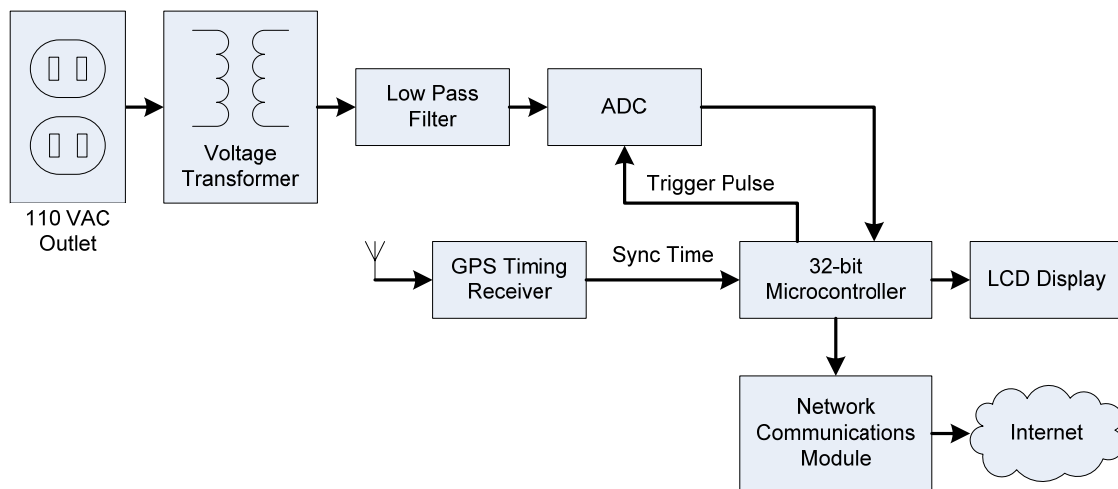 110 VAC
Outlet
Voltage
Transformer
Low Pass
Filter
ADC
Trigger Pulse
GPS Timing
Receiver
Sync Time
32-bit
Microcontroller
LCD Display
Network
Communications
Module
Internet